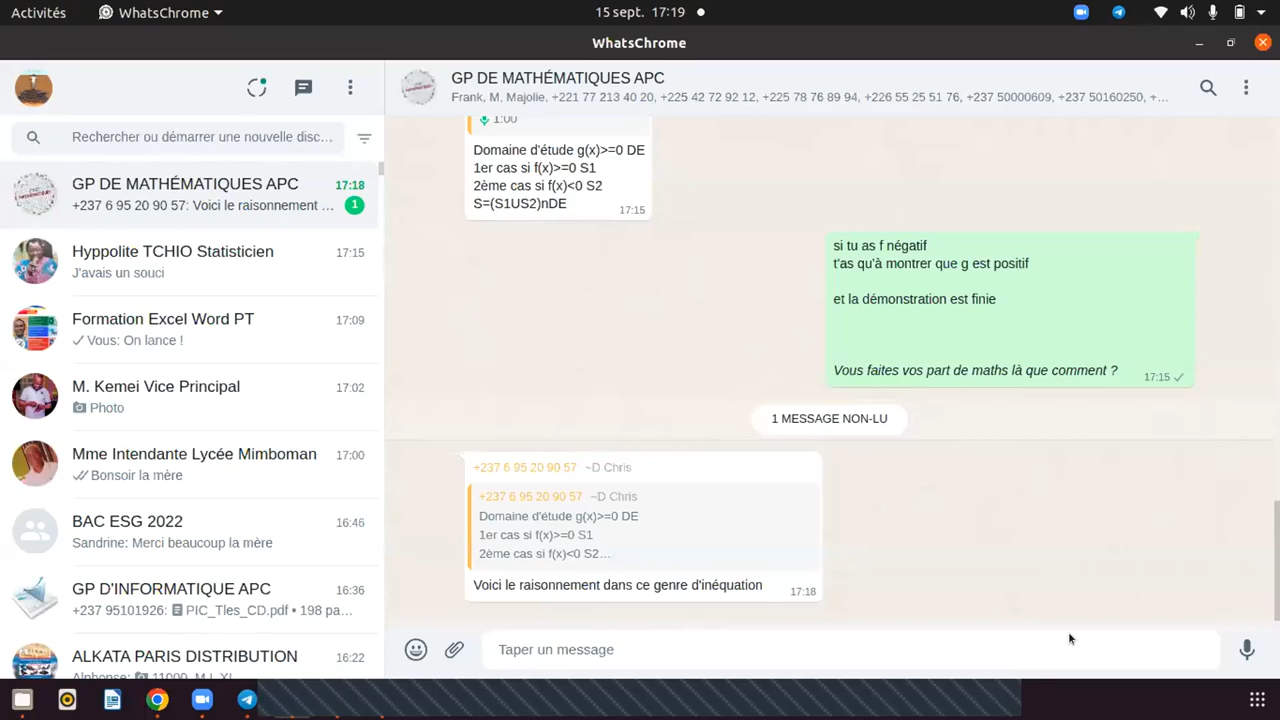 Activités
WhatsChrome
15 sept. 17:19
WhatsChrome
Rechercher ou démarrer une nouvelle disc…
GP DE MATHÉMATIQUES APC
17:18
+237 6 95 20 90 57: Voici le raisonnement …
1
Hyppolite TCHIO Statisticien
17:15
J'avais un souci
Formation Excel Word PT
17:09
Vous: On lance !
M. Kemei Vice Principal
17:02
Photo
Mme Intendante Lycée Mimboman
17:00
Bonsoir la mère
BAC ESG 2022
16:46
Sandrine: Merci beaucoup la mère
GP D'INFORMATIQUE APC
16:36
+237 95101926: PIC_Tles_CD.pdf • 198 pa…
ALKATA PARIS DISTRIBUTION
16:22
GP DE MATHÉMATIQUES APC
Frank, M, Majolie, +221 77 213 40 20, +225 42 72 92 12, +225 78 76 89 94, +226 55 25 51 76, +237 50000609, +237 50160250, +…
1:00
Domaine d'étude g(x)>=0 DE
1er cas si f(x)>=0 S1
2ème cas si f(x)<0 S2
S=(S1US2)nDE
17:15
si tu as f négatif
t'as qu'à montrer que g est positif
et la démonstration est finie
Vous faites vos part de maths là que comment ?
17:15
1 MESSAGE NON-LU
+237 6 95 20 90 57 ~D Chris
+237 6 95 20 90 57 ~D Chris
Domaine d'étude g(x)>=0 DE
1er cas si f(x)>=0 S1
2ème cas si f(x)<0 S2…
Voici le raisonnement dans ce genre d'inéquation
17:18
Taper un message